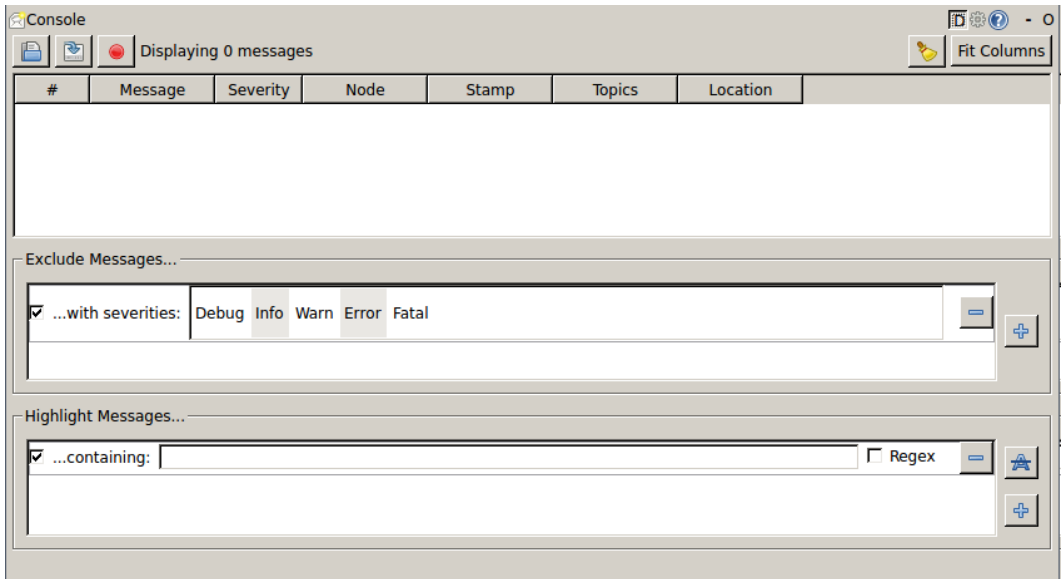 Console D ? - O
Displaying 0 messages Fit Columns
# Message Severity Node Stamp Topics Location
Exclude Messages...
...with severities: Debug Info Warn Error Fatal
Highlight Messages...
...containing: Regex